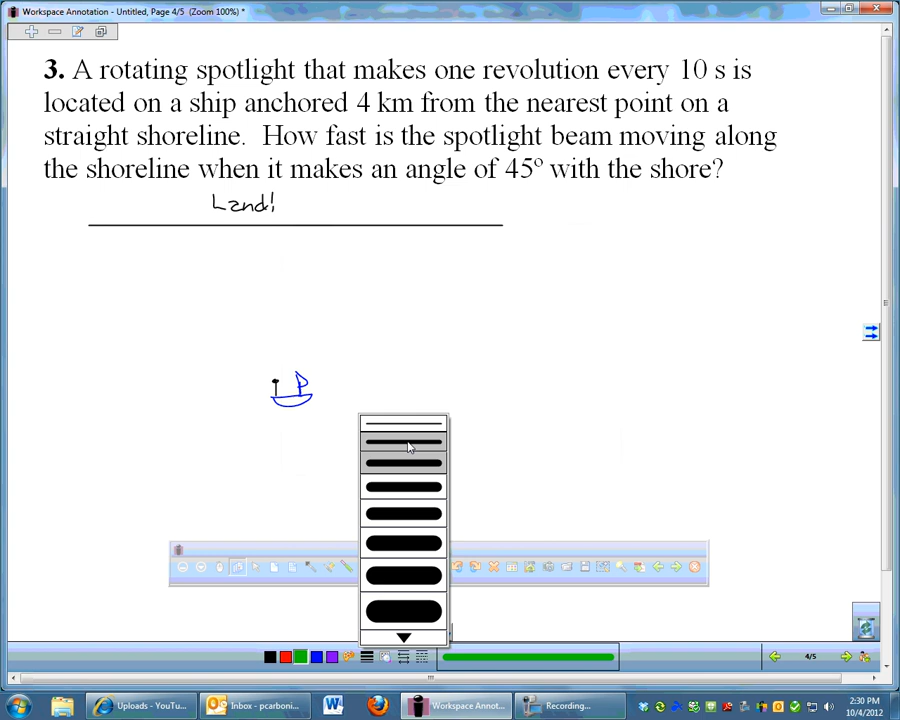 Workspace Annotation - Untitled, Page 4/5 (Zoom 100%) *
3. A rotating spotlight that makes one revolution every 10 s is
located on a ship anchored 4 km from the nearest point on a
straight shoreline. How fast is the spotlight beam moving along
the shoreline when it makes an angle of 45º with the shore?
Land!
4/5
Uploads - YouTu...
Inbox - pcarboni...
Workspace Annot...
Recording...
2:30 PM
10/4/2012